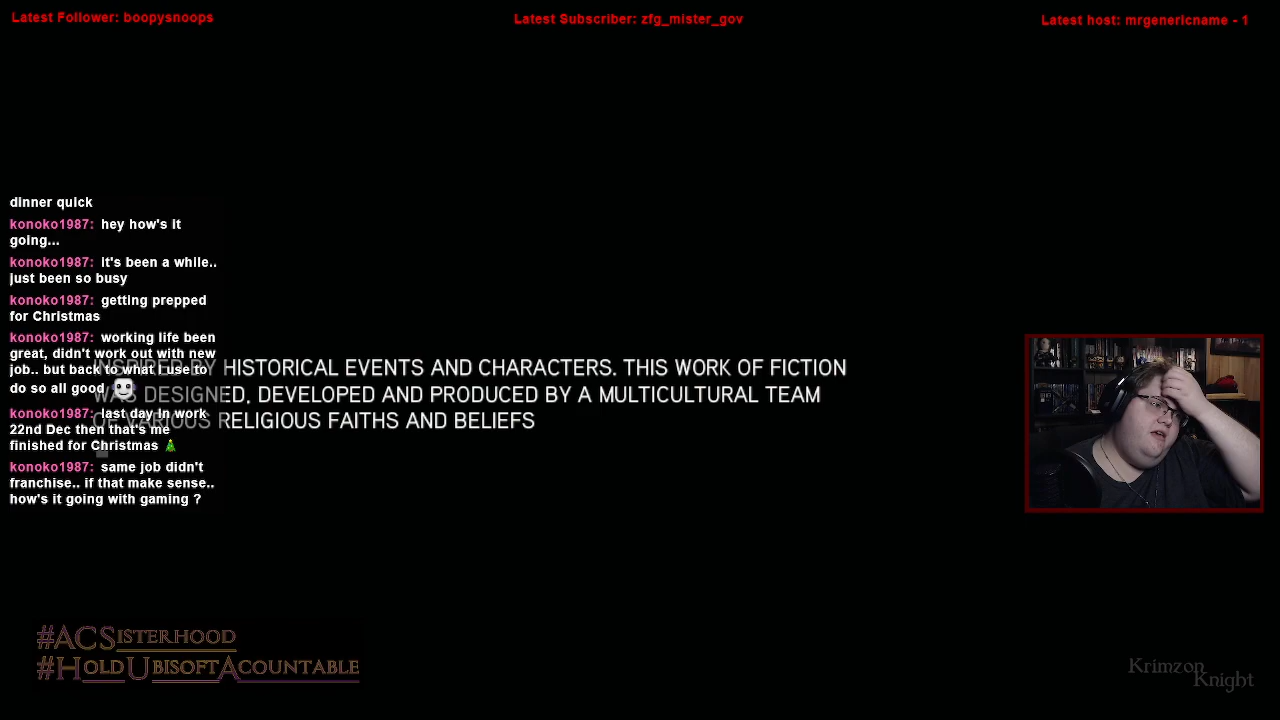 Latest Follower: boopysnoops
Latest Subscriber: zfg_mister_gov
Latest host: mrgenericname - 1
dinner quick
konoko1987: hey how's it
going...
konoko1987: it's been a while..
just been so busy
konoko1987: getting prepped
for Christmas
konoko1987: working life been
great, didn't work out with new
job.. but back to what I use to
do so all good
konoko1987: last day in work
22nd Dec then that's me
finished for Christmas
konoko1987: same job didn't
franchise.. if that make sense..
how's it going with gaming ?
INSPIRED BY HISTORICAL EVENTS AND CHARACTERS. THIS WORK OF FICTION
WAS DESIGNED, DEVELOPED AND PRODUCED BY A MULTICULTURAL TEAM
OF VARIOUS RELIGIOUS FAITHS AND BELIEFS
#ACSISTERHOOD
#HOLDUBISOFTACOUNTABLE
Krimzon
Knight